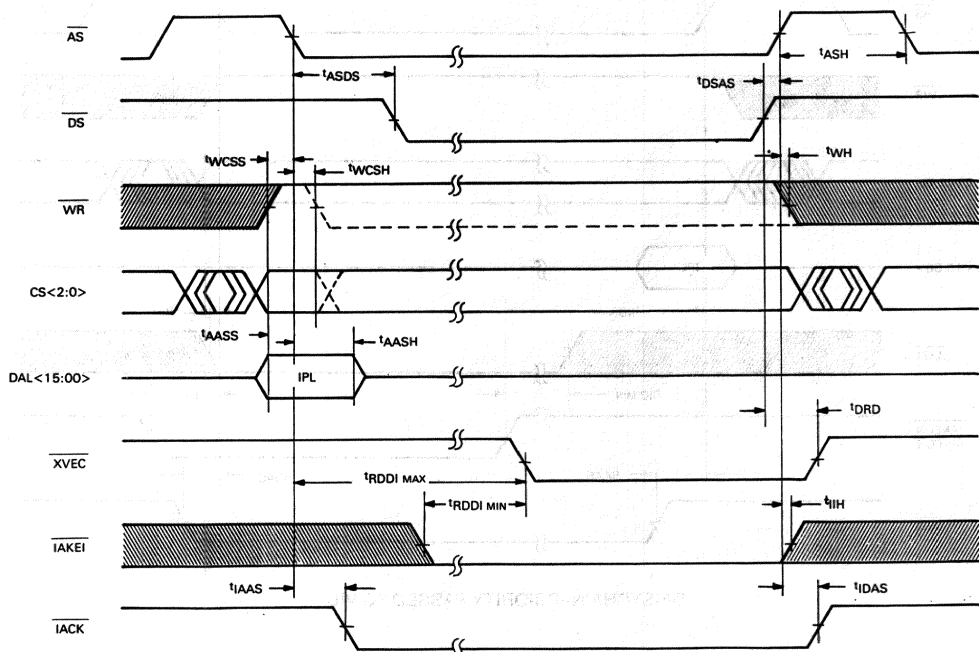 AS
tASDS
tASH
tDSAS
DS
tWCSS
tWCSH
tWH
WR
CS<2:0>
tAASS
tAASH
DAL<15:00>
IPL
tDRD
XVEC
tRDDI MAX
tRDDI MIN
tIIH
IAKEI
tIAAS
tIDAS
IACK